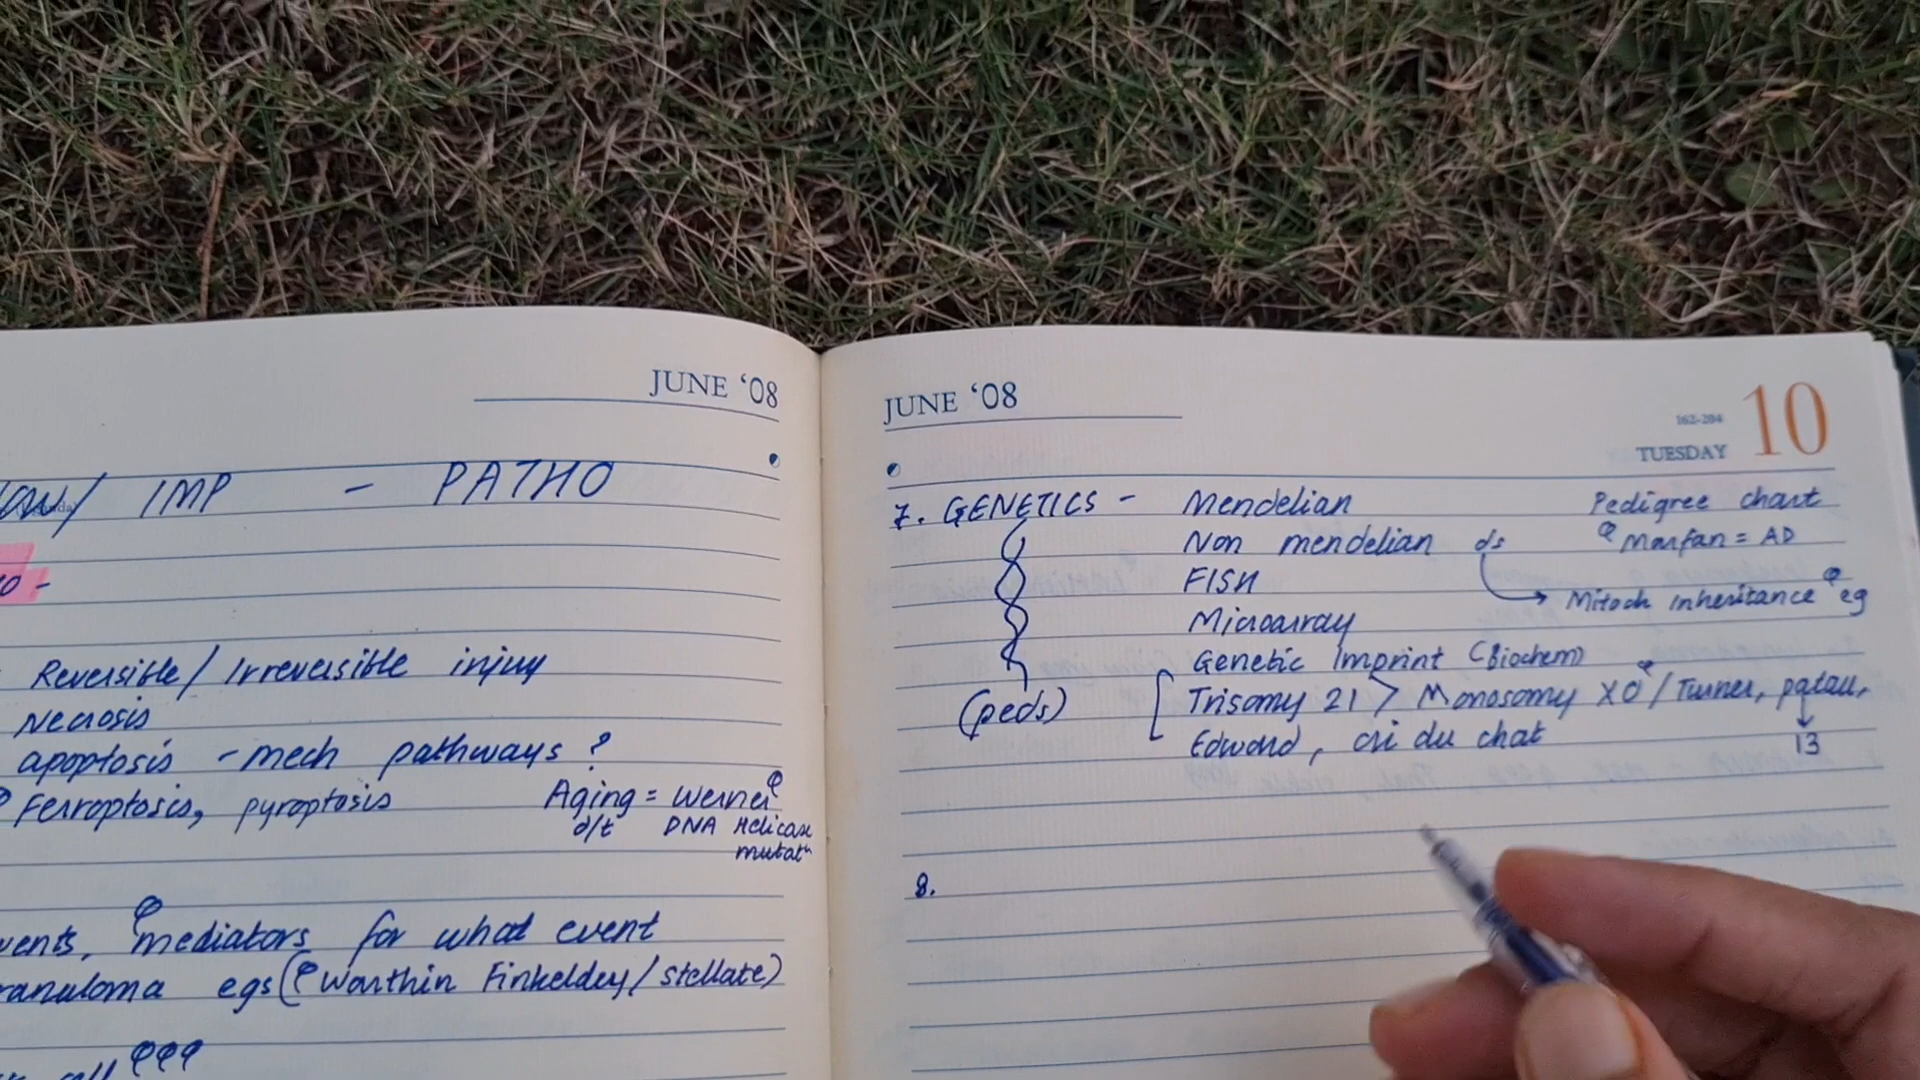 JUNE '08
IMP - PATHO
Reversible / Irreversible injury
Necrosis
apoptosis - mech pathways ?
Ferroptosis, pyroptosis
Aging = Werner
d/t DNA Helicase
mutatn
mediators for what event
egs ( Warthin Finkeldey / stellate)
JUNE '08
162-204
TUESDAY 10
7. GENETICS - Mendelian Pedigree chart
Non mendelian ds Marfan = AD
FISH
Mitoch inheritance eg
Microarray
Genetic Imprint (Biochem)
(peds) Trisomy 21 > Monosomy XO / Turner, patau,
Edward, cri du chat 13
8.